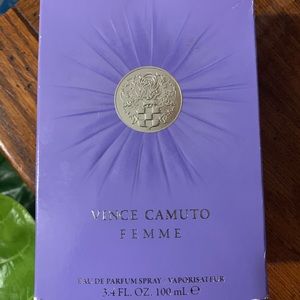 VINCE CAMUTO
FEMME
EAU DE PARFUM SPRAY · VAPORISATEUR
3.4 FL. OZ. 100 mL ℮